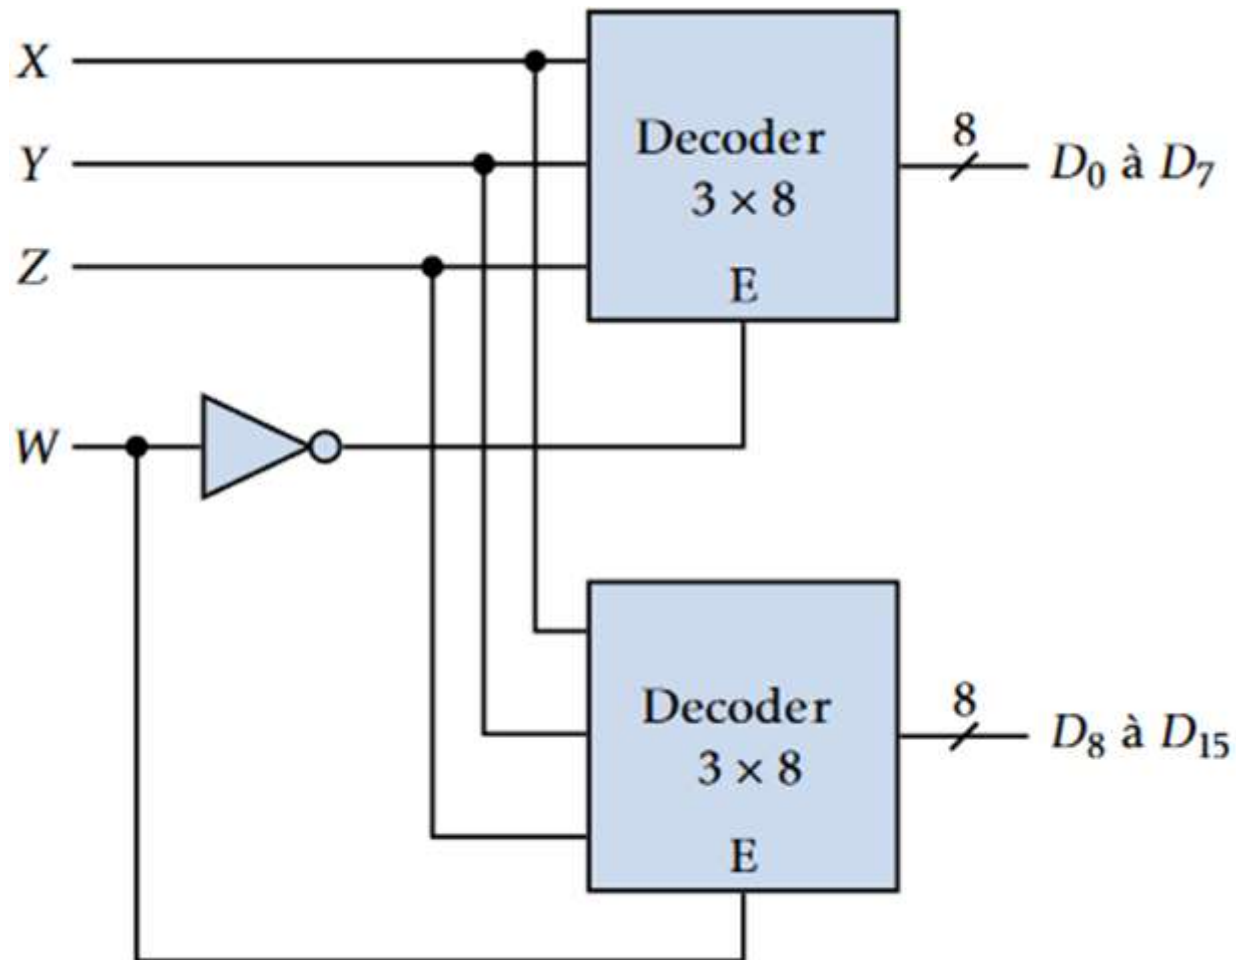 X
Y
Z
W
Decoder
3 × 8
E
8
D₀ à D₇
Decoder
3 × 8
E
8
D₈ à D₁₅